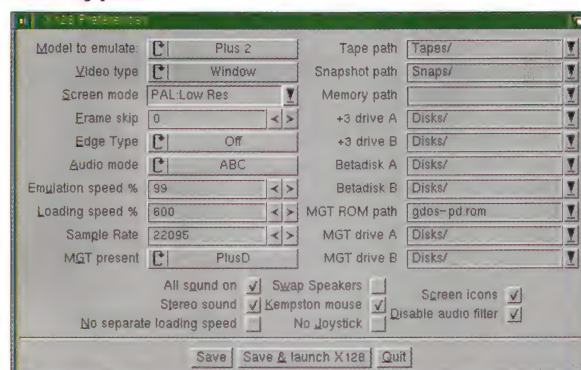 X128 Preferences
Model to emulate: Plus 2
Video type Window
Screen mode PAL:Low Res
Frame skip 0
Edge Type Off
Audio mode ABC
Emulation speed % 99
Loading speed % 600
Sample Rate 22095
MGT present PlusD
Tape path Tapes/
Snapshot path Snaps/
Memory path
+3 drive A Disks/
+3 drive B Disks/
Betadisk A Disks/
Betadisk B Disks/
MGT ROM path gdos-pd.rom
MGT drive A Disks/
MGT drive B Disks/
All sound on
Stereo sound
No separate loading speed
Swap Speakers
Kempston mouse
No Joystick
Screen icons
Disable audio filter
Save Save & launch X128 Quit